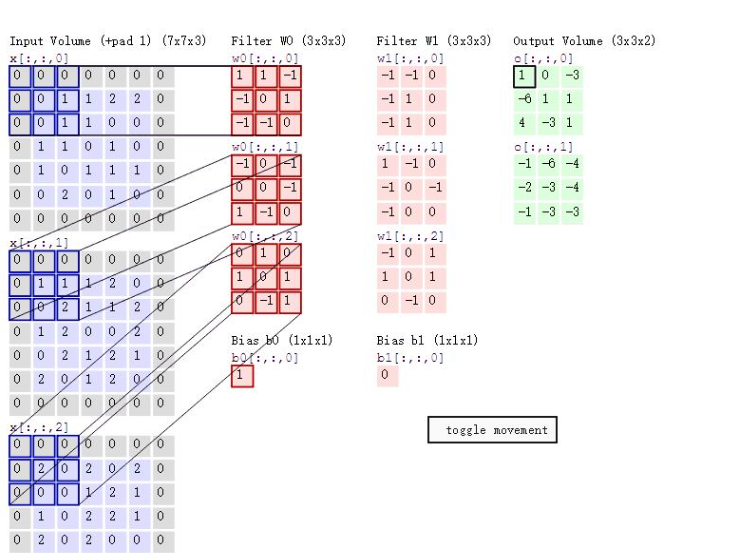 Input Volume (+pad 1) (7x7x3)
x[:,:,0]
0 0 0 0 0 0 0
0 0 1 1 2 2 0
0 0 1 1 0 0 0
0 1 1 0 1 0 0
0 1 0 1 1 1 0
0 0 2 0 1 0 0
0 0 0 0 0 0 0
x[:,:,1]
0 0 0 0 0 0 0
0 1 1 1 2 0 0
0 0 2 1 1 2 0
0 1 2 0 0 2 0
0 0 2 1 2 1 0
0 2 0 1 2 0 0
0 0 0 0 0 0 0
x[:,:,2]
0 0 0 0 0 0 0
0 2 0 2 0 2 0
0 0 0 1 2 1 0
0 1 0 2 2 1 0
0 2 0 2 0 0 0
Filter W0 (3x3x3)
w0[:,:,0]
1 1 -1
-1 0 1
-1 -1 0
w0[:,:,1]
-1 0 -1
0 0 -1
1 -1 0
w0[:,:,2]
0 1 0
1 0 1
0 -1 1
Bias b0 (1x1x1)
b0[:,:,0]
1
Filter W1 (3x3x3)
w1[:,:,0]
-1 -1 0
-1 1 0
-1 1 0
w1[:,:,1]
1 -1 0
-1 0 -1
-1 0 0
w1[:,:,2]
-1 0 1
1 0 1
0 -1 0
Bias b1 (1x1x1)
b1[:,:,0]
0
Output Volume (3x3x2)
o[:,:,0]
1 0 -3
-6 1 1
4 -3 1
o[:,:,1]
-1 -6 -4
-2 -3 -4
-1 -3 -3
toggle movement